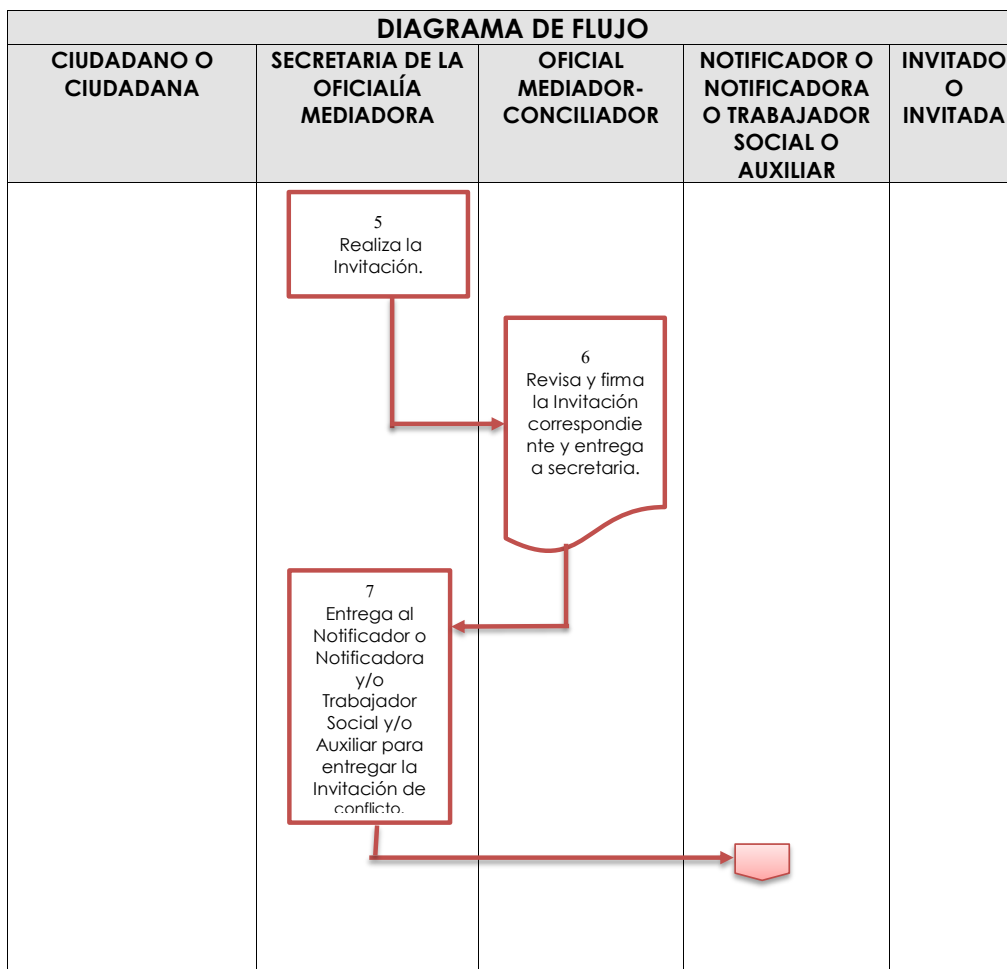 DIAGRAMA DE FLUJO
CIUDADANO O
CIUDADANA
SECRETARIA DE LA
OFICIALÍA
MEDIADORA
OFICIAL
MEDIADOR-
CONCILIADOR
NOTIFICADOR O
NOTIFICADORA
O TRABAJADOR
SOCIAL O
AUXILIAR
INVITADO
O
INVITADA
5
Realiza la
Invitación.
6
Revisa y firma
la Invitación
correspondie
nte y entrega
a secretaria.
7
Entrega al
Notificador o
Notificadora
y/o
Trabajador
Social y/o
Auxiliar para
entregar la
Invitación de
conflicto.